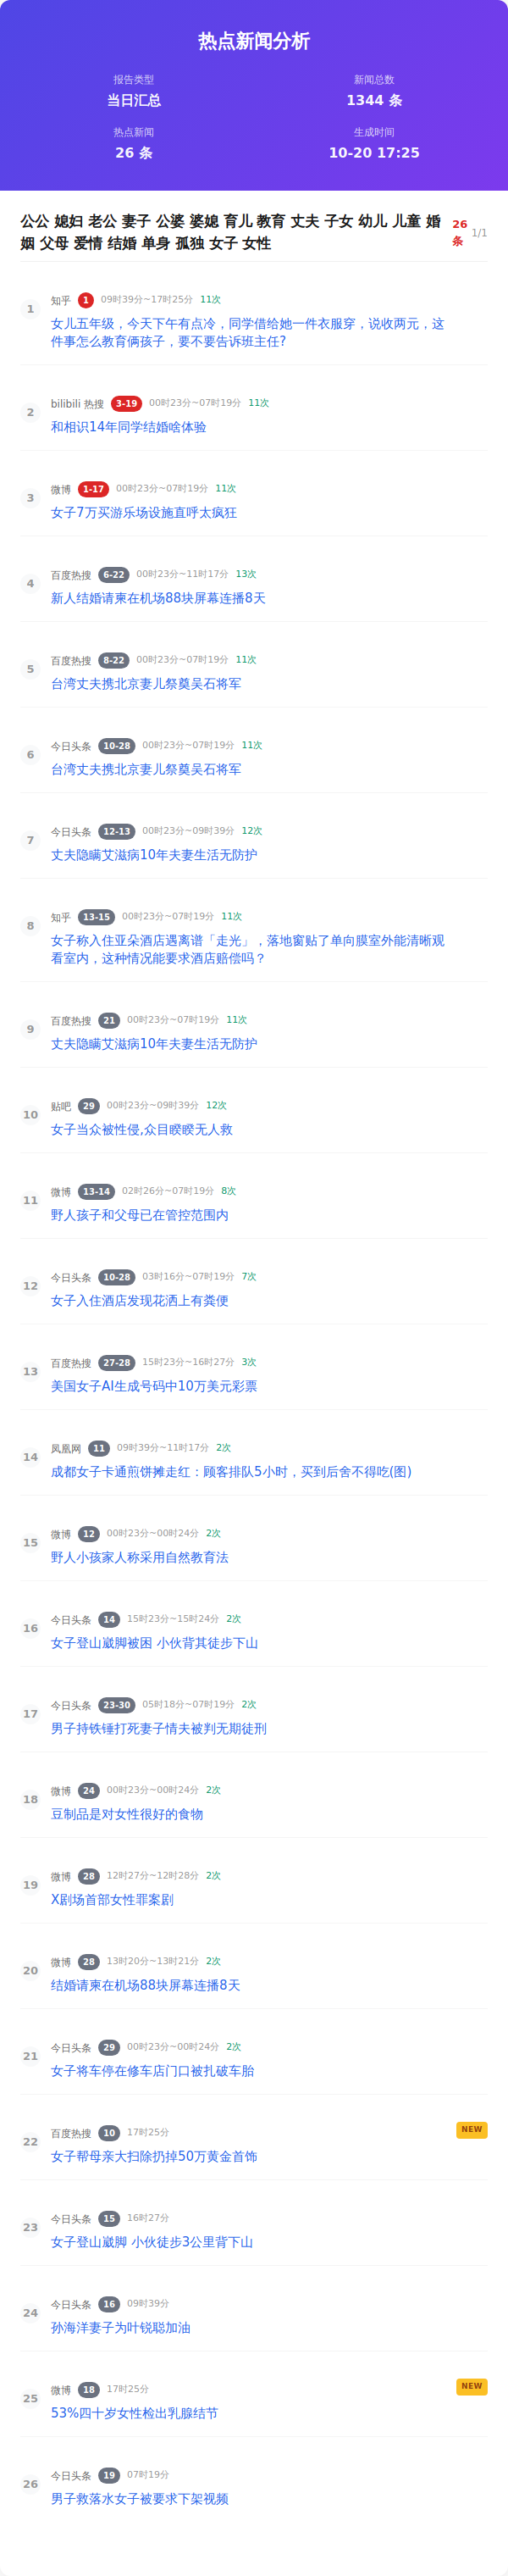 热点新闻分析
报告类型
当日汇总
新闻总数
1344 条
热点新闻
26 条
生成时间
10-20 17:25
公公 媳妇 老公 妻子 公婆 婆媳 育儿 教育 丈夫 子女 幼儿 儿童 婚
姻 父母 爱情 结婚 单身 孤独 女子 女性
26
条
1/1
1
知乎 1 09时39分~17时25分 11次
女儿五年级，今天下午有点冷，同学借给她一件衣服穿，说收两元，这
件事怎么教育俩孩子，要不要告诉班主任?
2
bilibili 热搜 3-19 00时23分~07时19分 11次
和相识14年同学结婚啥体验
3
微博 1-17 00时23分~07时19分 11次
女子7万买游乐场设施直呼太疯狂
4
百度热搜 6-22 00时23分~11时17分 13次
新人结婚请柬在机场88块屏幕连播8天
5
百度热搜 8-22 00时23分~07时19分 11次
台湾丈夫携北京妻儿祭奠吴石将军
6
今日头条 10-28 00时23分~07时19分 11次
台湾丈夫携北京妻儿祭奠吴石将军
7
今日头条 12-13 00时23分~09时39分 12次
丈夫隐瞒艾滋病10年夫妻生活无防护
8
知乎 13-15 00时23分~07时19分 11次
女子称入住亚朵酒店遇离谱「走光」，落地窗贴了单向膜室外能清晰观
看室内，这种情况能要求酒店赔偿吗？
9
百度热搜 21 00时23分~07时19分 11次
丈夫隐瞒艾滋病10年夫妻生活无防护
10
贴吧 29 00时23分~09时39分 12次
女子当众被性侵,众目睽睽无人救
11
微博 13-14 02时26分~07时19分 8次
野人孩子和父母已在管控范围内
12
今日头条 10-28 03时16分~07时19分 7次
女子入住酒店发现花洒上有粪便
13
百度热搜 27-28 15时23分~16时27分 3次
美国女子AI生成号码中10万美元彩票
14
凤凰网 11 09时39分~11时17分 2次
成都女子卡通煎饼摊走红：顾客排队5小时，买到后舍不得吃(图)
15
微博 12 00时23分~00时24分 2次
野人小孩家人称采用自然教育法
16
今日头条 14 15时23分~15时24分 2次
女子登山崴脚被困 小伙背其徒步下山
17
今日头条 23-30 05时18分~07时19分 2次
男子持铁锤打死妻子情夫被判无期徒刑
18
微博 24 00时23分~00时24分 2次
豆制品是对女性很好的食物
19
微博 28 12时27分~12时28分 2次
X剧场首部女性罪案剧
20
微博 28 13时20分~13时21分 2次
结婚请柬在机场88块屏幕连播8天
21
今日头条 29 00时23分~00时24分 2次
女子将车停在修车店门口被扎破车胎
22
百度热搜 10 17时25分
NEW
女子帮母亲大扫除扔掉50万黄金首饰
23
今日头条 15 16时27分
女子登山崴脚 小伙徒步3公里背下山
24
今日头条 16 09时39分
孙海洋妻子为叶锐聪加油
25
微博 18 17时25分
NEW
53%四十岁女性检出乳腺结节
26
今日头条 19 07时19分
男子救落水女子被要求下架视频